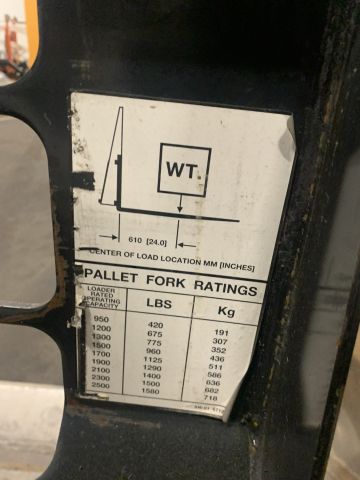 WT
610 [24.0]
CENTER OF LOAD LOCATION MM [INCHES]
PALLET FORK RATINGS
LOADER RATED OPERATING CAPACITY LBS Kg
950 420 191
1200 675 307
1300 775 352
1500 960 436
1700 1125 511
1900 1290 586
2100 1400 636
2300 1500 682
2500 1580 718